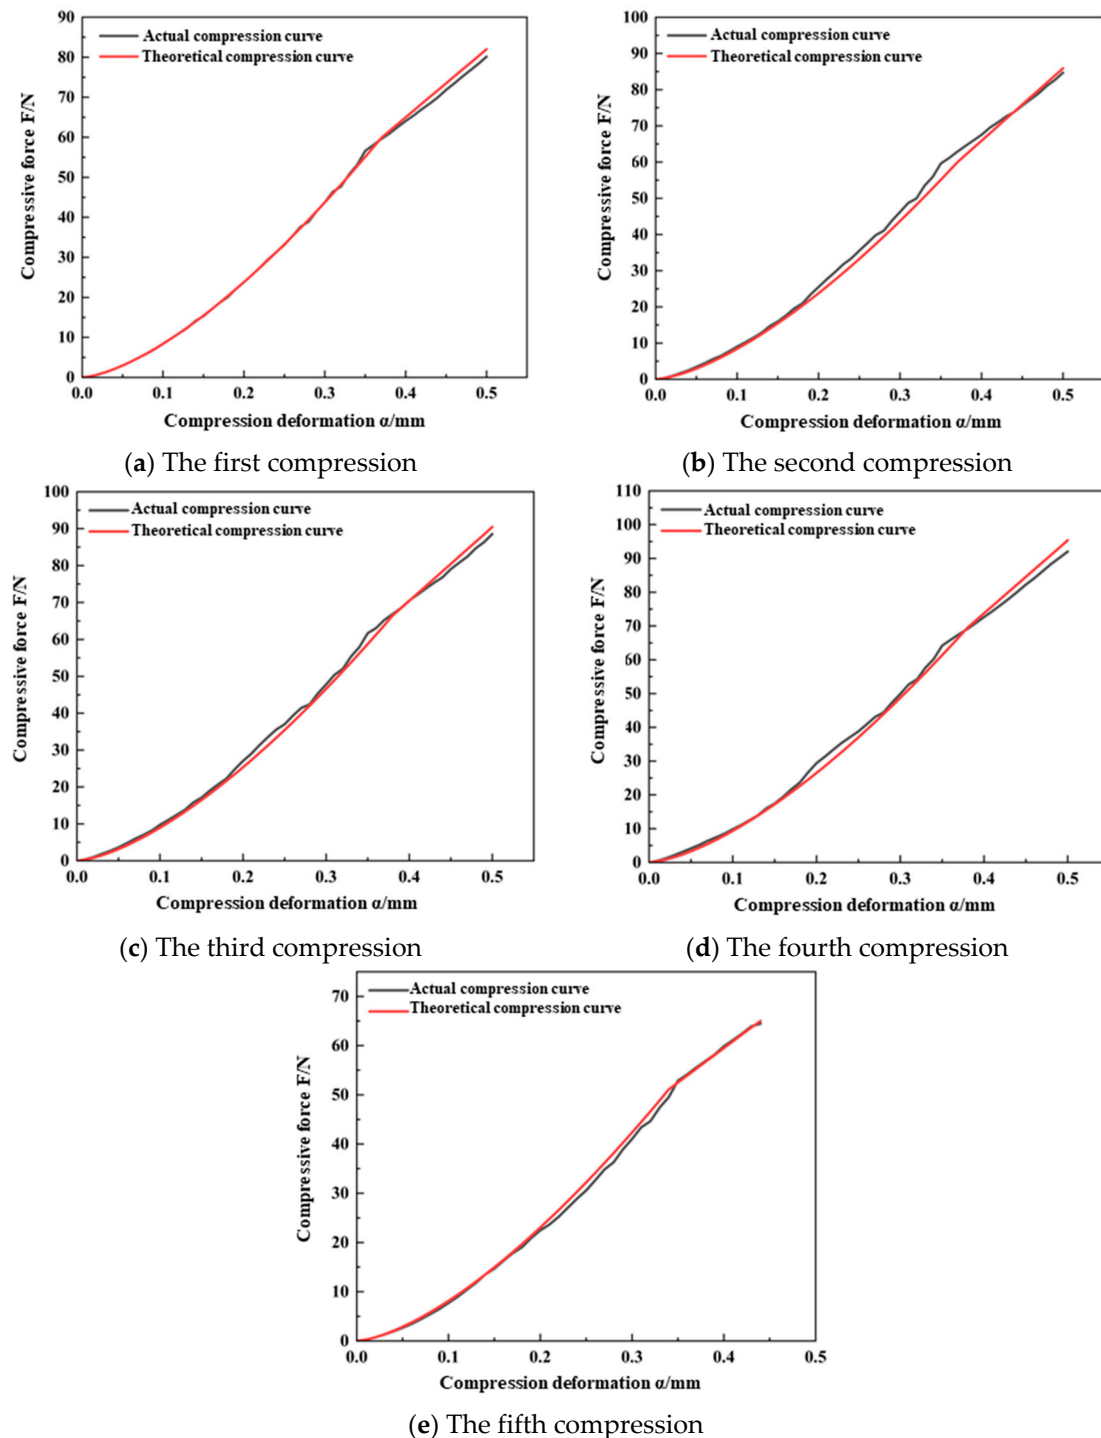 90
80
70
60
50
40
30
20
10
0
Compressive force F/N
Actual compression curve
Theoretical compression curve
0.0 0.1 0.2 0.3 0.4 0.5
Compression deformation α/mm
(a) The first compression
100
90
80
70
60
50
40
30
20
10
0
Compressive force F/N
Actual compression curve
Theoretical compression curve
0.0 0.1 0.2 0.3 0.4 0.5
Compression deformation α/mm
(b) The second compression
100
90
80
70
60
50
40
30
20
10
0
Compressive force F/N
Actual compression curve
Theoretical compression curve
0.0 0.1 0.2 0.3 0.4 0.5
Compression deformation α/mm
(c) The third compression
110
100
90
80
70
60
50
40
30
20
10
0
Compressive force F/N
Actual compression curve
Theoretical compression curve
0.0 0.1 0.2 0.3 0.4 0.5
Compression deformation α/mm
(d) The fourth compression
70
60
50
40
30
20
10
0
Compressive force F/N
Actual compression curve
Theoretical compression curve
0.0 0.1 0.2 0.3 0.4 0.5
Compression deformation α/mm
(e) The fifth compression